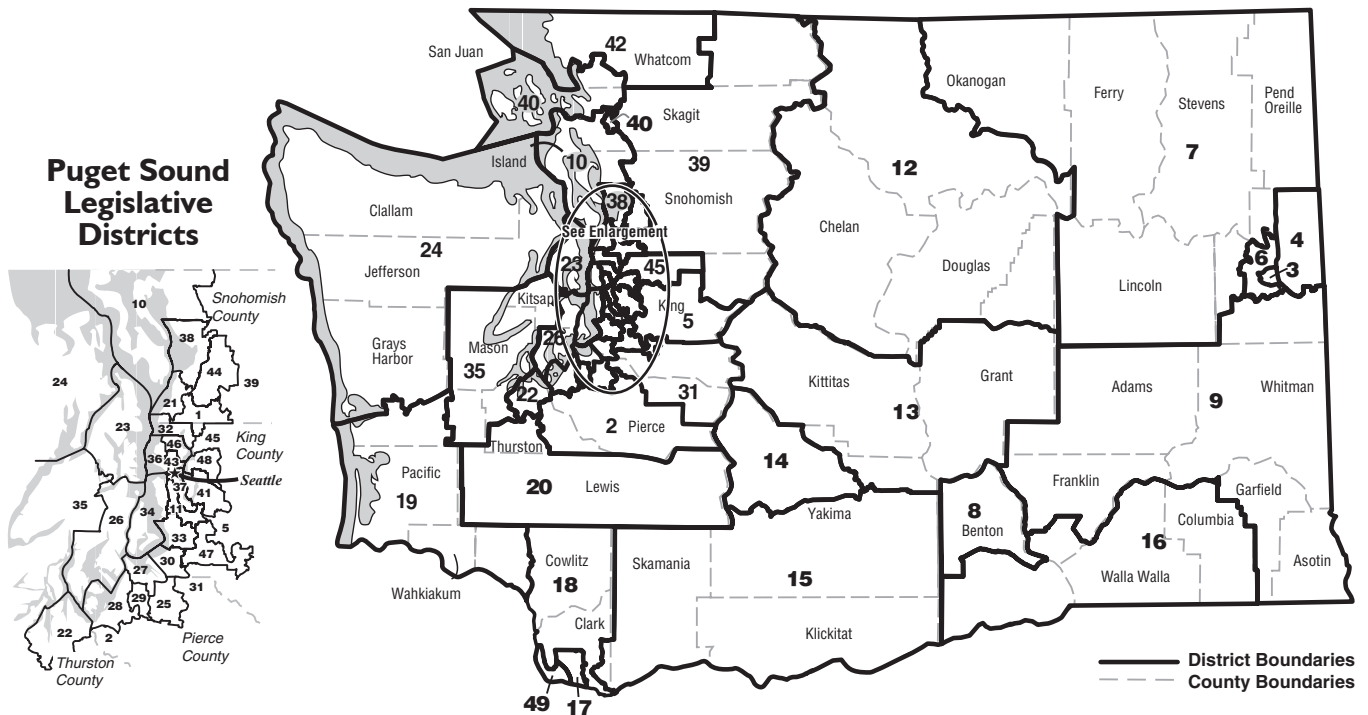 Puget Sound
Legislative
Districts
10
Snohomish
County
38
24
44
39
21
1
23
32
King
County
45
46
36
43
48
Seattle
37
35
41
11
34
26
5
33
47
30
27
31
29
28
25
22
2
Pierce
County
Thurston
County
San Juan
42
Whatcom
Okanogan
Ferry
Stevens
Pend
Oreille
40
40
Skagit
7
Island
10
39
12
Snohomish
38
Clallam
Chelan
4
See Enlargement
24
6
3
23
45
Douglas
Jefferson
Lincoln
Kitsap
King
5
Grays
Harbor
26
Mason
35
Kittitas
Grant
Adams
Whitman
22
31
9
13
2
Pierce
Thurston
14
Pacific
19
20
Lewis
Franklin
Garfield
Yakima
8
Benton
Columbia
16
Cowlitz
18
Skamania
15
Walla Walla
Asotin
Wahkiakum
Clark
Klickitat
49
17
District Boundaries
County Boundaries